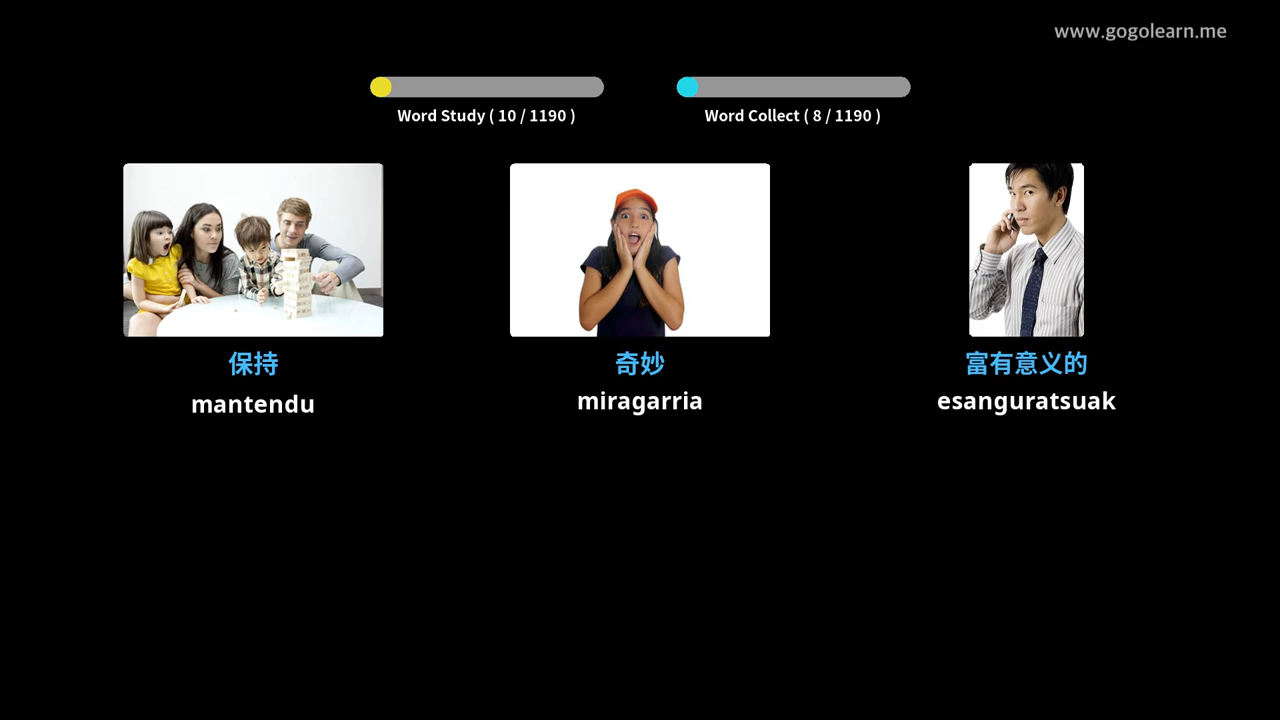 www.gogolearn.me
Word Study ( 10 / 1190 )
Word Collect ( 8 / 1190 )
保持
mantendu
奇妙
miragarria
富有意义的
esanguratsuak